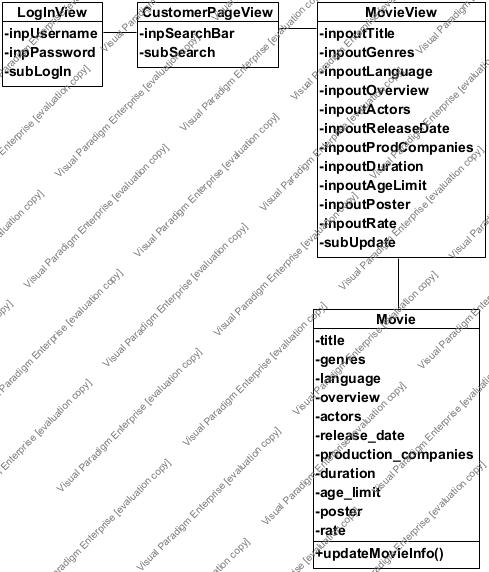 LogInView
-inpUsername
-inpPassword
-subLogIn
CustomerPageView
-inpSearchBar
-subSearch
MovieView
-inpoutTitle
-inpoutGenres
-inpoutLanguage
-inpoutOverview
-inpoutActors
-inpoutReleaseDate
-inpoutProdCompanies
-inpoutDuration
-inpoutAgeLimit
-inpoutPoster
-inpoutRate
-subUpdate
Movie
-title
-genres
-language
-overview
-actors
-release_date
-production_companies
-duration
-age_limit
-poster
-rate
+updateMovieInfo()
Visual Paradigm Enterprise [evaluation copy]